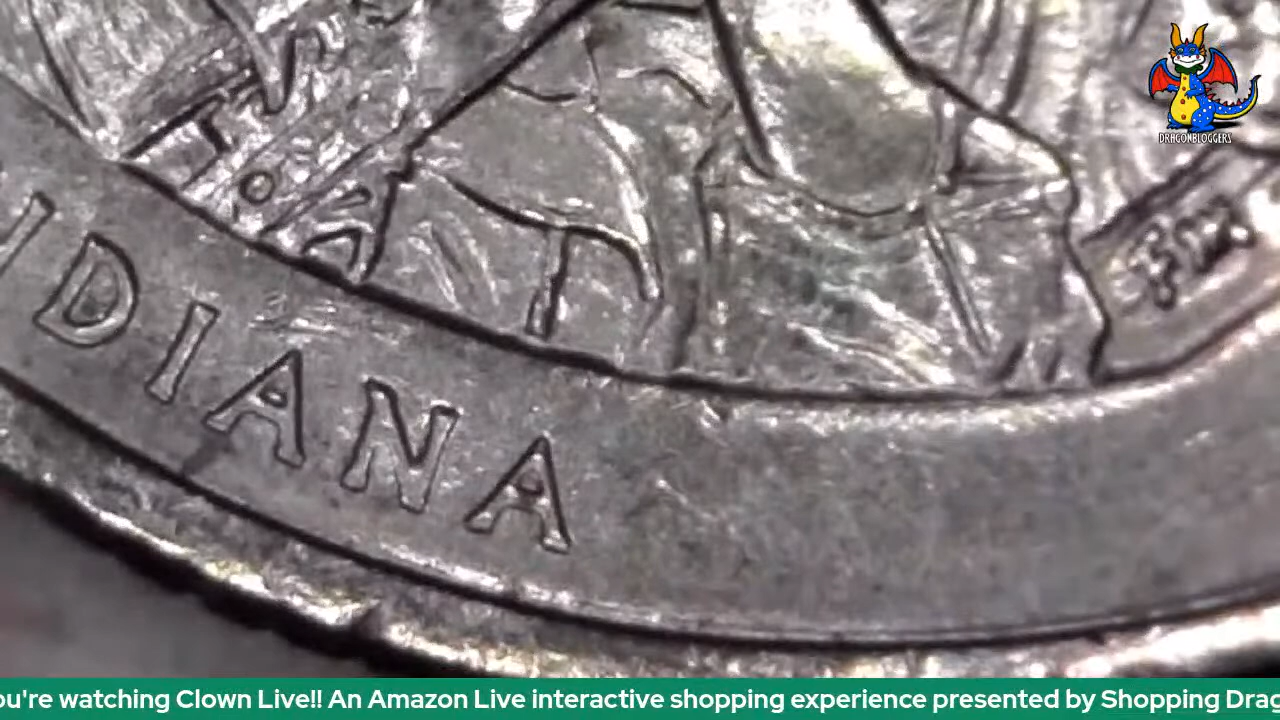 DRAGONBLOGGERS
DIANA
ou're watching Clown Live!! An Amazon Live interactive shopping experience presented by Shopping Drag